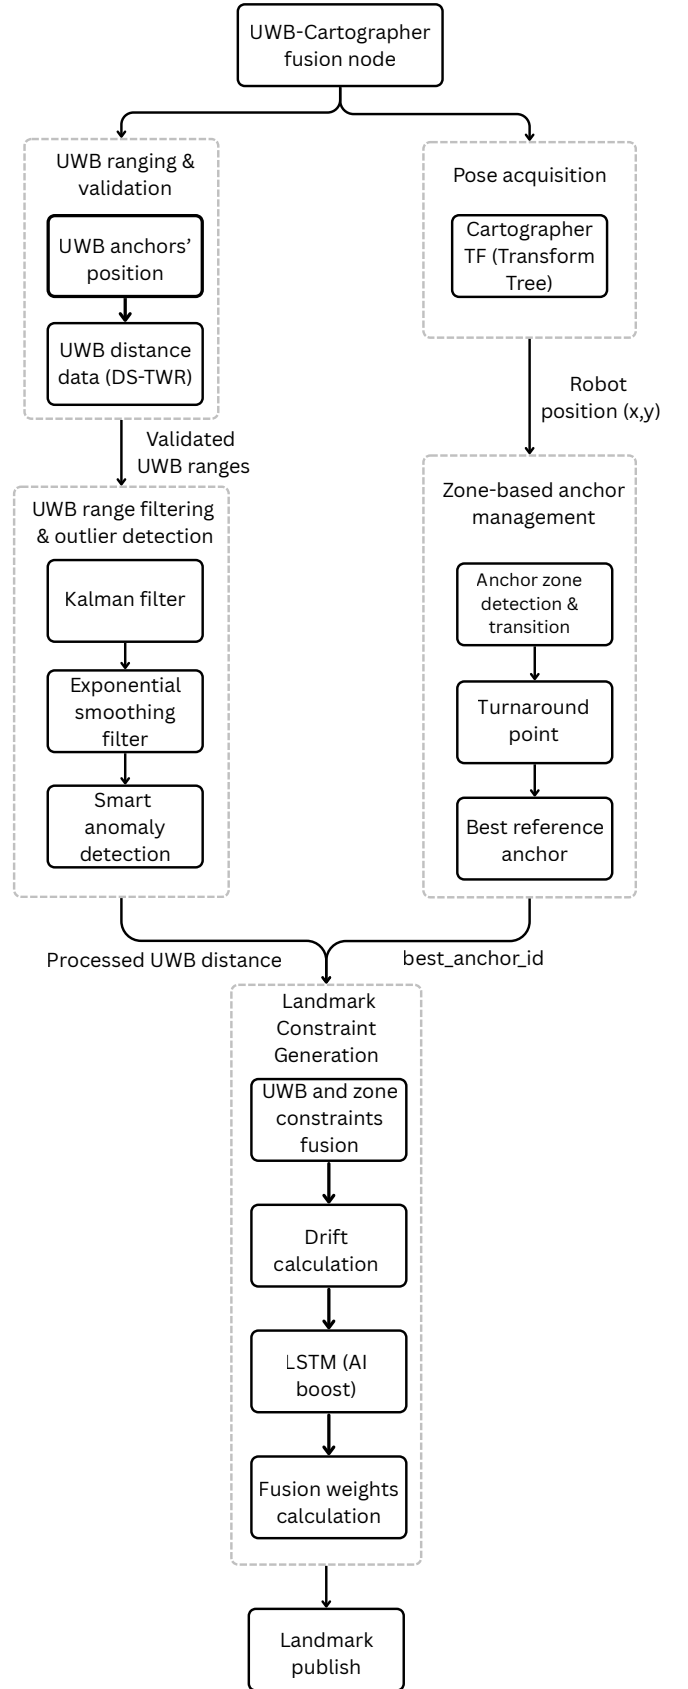 UWB-Cartographer
fusion node
UWB ranging &
validation
UWB anchors’
position
UWB distance
data (DS-TWR)
Validated
UWB ranges
UWB range filtering
& outlier detection
Kalman filter
Exponential
smoothing
filter
Smart
anomaly
detection
Processed UWB distance
Pose acquisition
Cartographer
TF (Transform
Tree)
Robot
position (x,y)
Zone-based anchor
management
Anchor zone
detection &
transition
Turnaround
point
Best reference
anchor
best_anchor_id
Landmark
Constraint
Generation
UWB and zone
constraints
fusion
Drift
calculation
LSTM (AI
boost)
Fusion weights
calculation
Landmark
publish